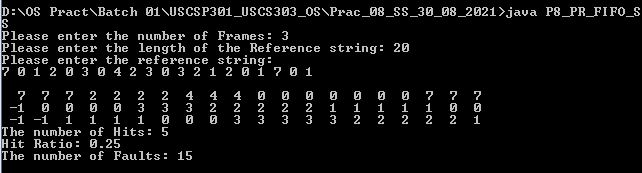 D:\OS Pract\Batch 01\USCSP301_USCS303_OS\Prac_08_SS_30_08_2021>java P8_PR_FIFO_S
S
Please enter the number of Frames: 3
Please enter the length of the Reference string: 20
Please enter the reference string:
7 0 1 2 0 3 0 4 2 3 0 3 2 1 2 0 1 7 0 1
7 7 7 2 2 2 2 4 4 4 0 0 0 0 0 0 0 7 7 7
-1 0 0 0 0 3 3 3 2 2 2 2 2 1 1 1 1 1 0 0
-1 -1 1 1 1 1 0 0 0 3 3 3 3 3 2 2 2 2 2 1
The number of Hits: 5
Hit Ratio: 0.25
The number of Faults: 15